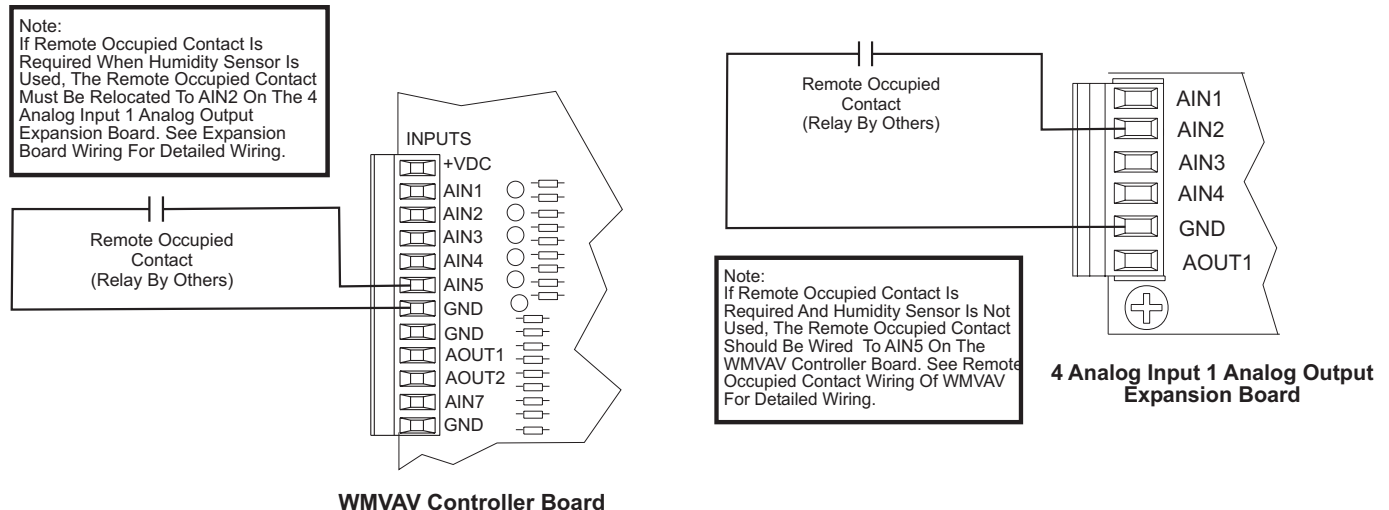 Note:
If Remote Occupied Contact Is
Required When Humidity Sensor Is
Used, The Remote Occupied Contact
Must Be Relocated To AIN2 On The 4
Analog Input 1 Analog Output
Expansion Board. See Expansion
Board Wiring For Detailed Wiring.
Remote Occupied
Contact
(Relay By Others)
INPUTS
+VDC
AIN1
AIN2
AIN3
AIN4
AIN5
GND
GND
AOUT1
AOUT2
AIN7
GND
WMVAV Controller Board
Remote Occupied
Contact
(Relay By Others)
AIN1
AIN2
AIN3
AIN4
GND
AOUT1
Note:
If Remote Occupied Contact Is
Required And Humidity Sensor Is Not
Used, The Remote Occupied Contact
Should Be Wired To AIN5 On The
WMVAV Controller Board. See Remote
Occupied Contact Wiring Of WMVAV
For Detailed Wiring.
4 Analog Input 1 Analog Output
Expansion Board